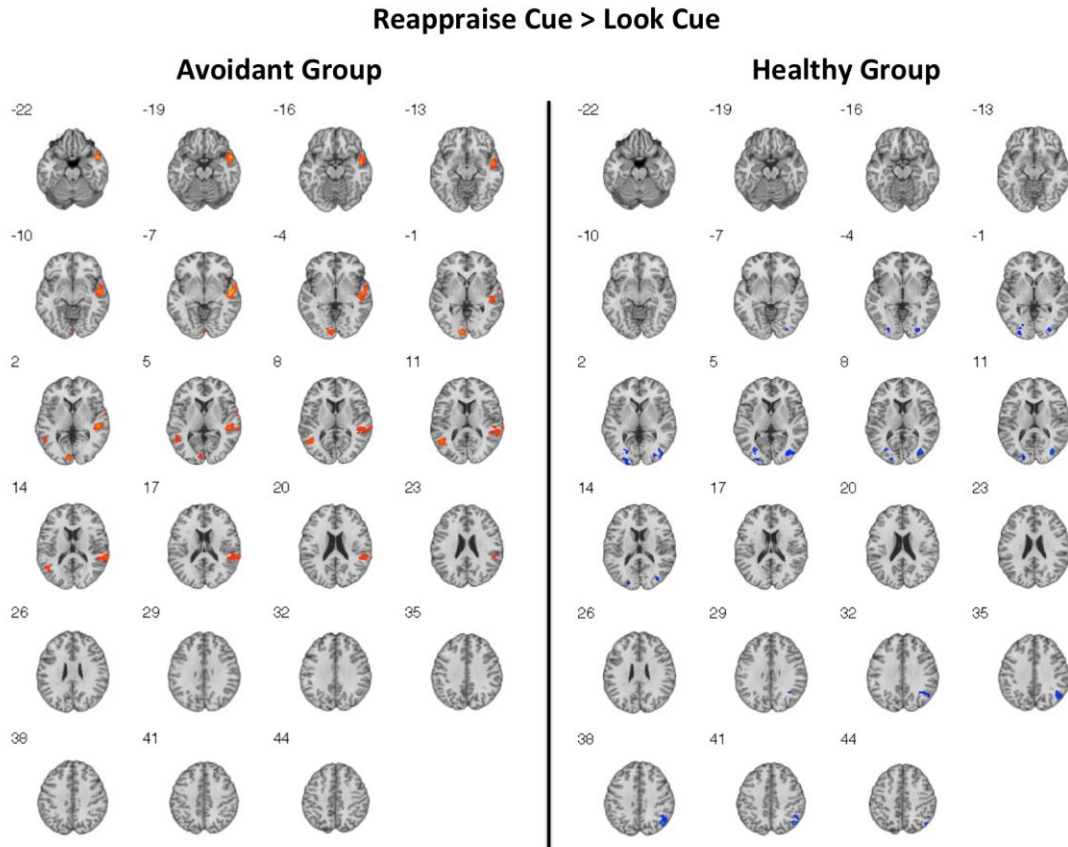 Reappraise Cue > Look Cue
Avoidant Group
-22 -19 -16 -13
-10 -7 -4 -1
2 5 8 11
14 17 20 23
26 29 32 35
38 41 44
Healthy Group
-22 -19 -16 -13
-10 -7 -4 -1
2 5 8 11
14 17 20 23
26 29 32 35
38 41 44